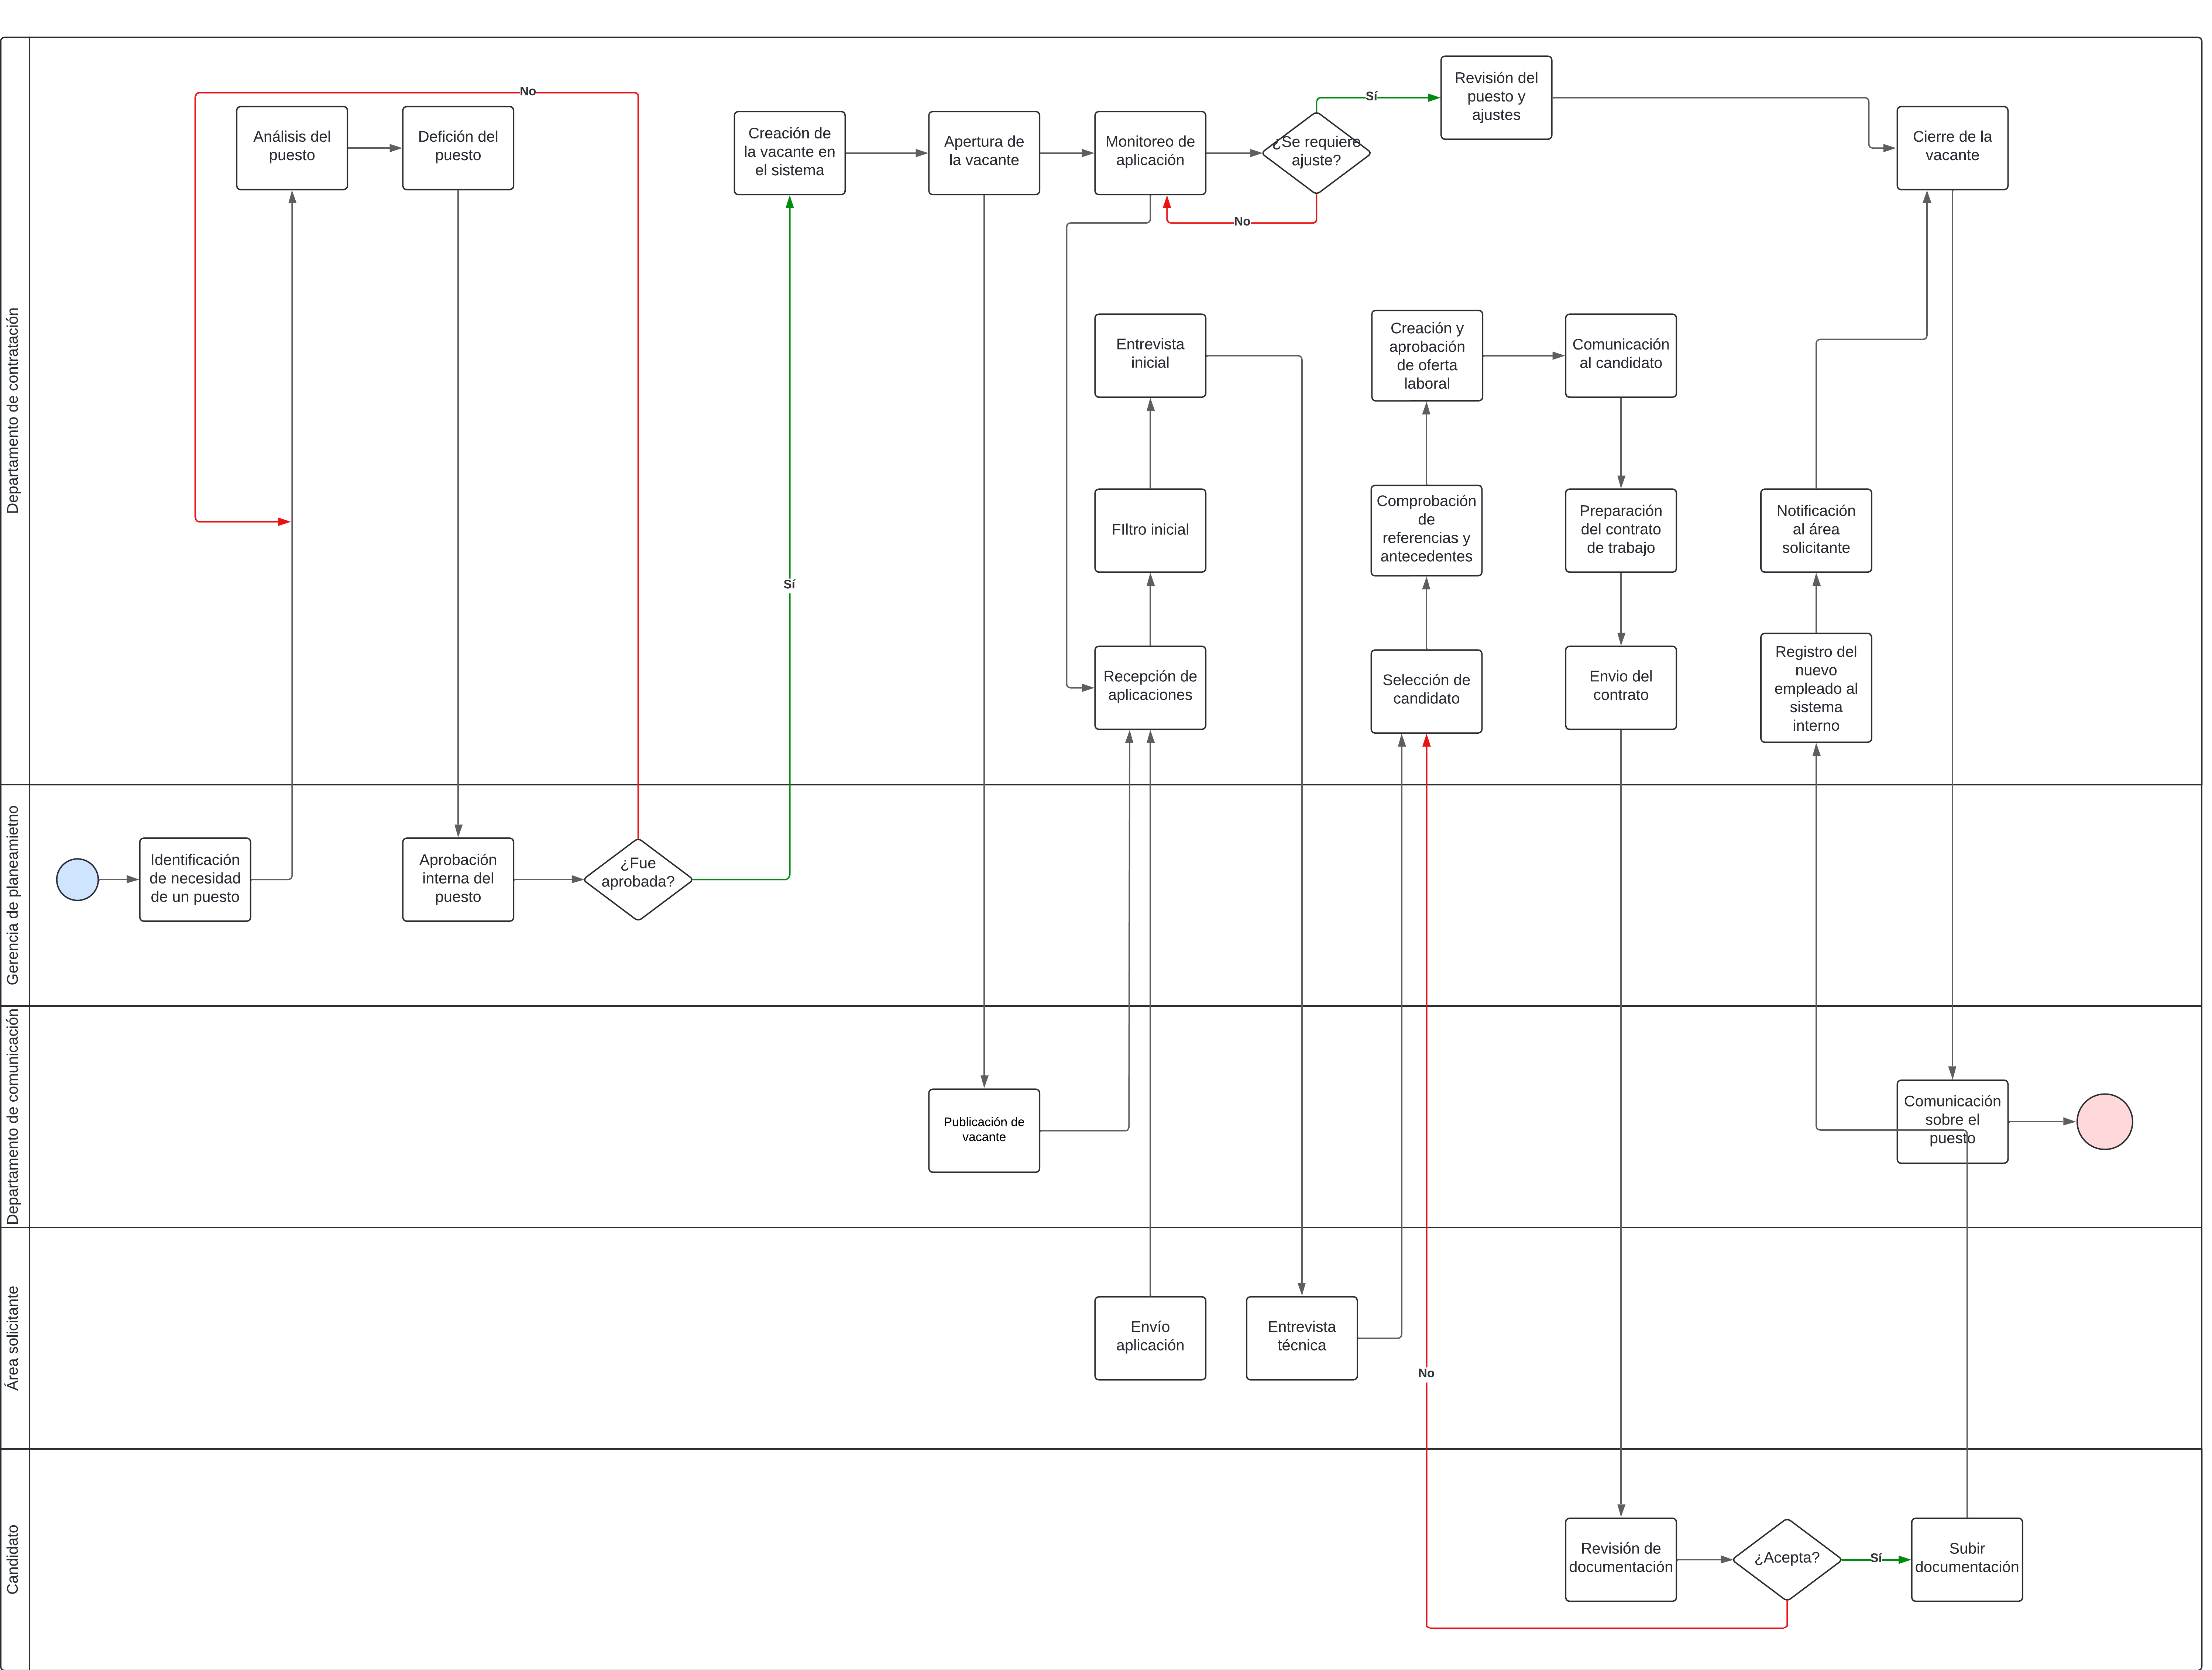 Departamento de contratación
No
Análisis del
puesto
Defición del
puesto
Creación de
la vacante en
el sistema
Apertura de
la vacante
Monitoreo de
aplicación
¿Se requiere
ajuste?
Sí
No
Revisión del
puesto y
ajustes
Cierre de la
vacante
Entrevista
inicial
Creación y
aprobación
de oferta
laboral
Comunicación
al candidato
FIltro inicial
Comprobación
de
referencias y
antecedentes
Preparación
del contrato
de trabajo
Notificación
al área
solicitante
Sí
Recepción de
aplicaciones
Selección de
candidato
Envio del
contrato
Registro del
nuevo
empleado al
sistema
interno
Gerencia de planeamietno
Identificación
de necesidad
de un puesto
Aprobación
interna del
puesto
¿Fue
aprobada?
Departamento de comunicación
Publicación de
vacante
Comunicación
sobre el
puesto
Área solicitante
Envío
aplicación
Entrevista
técnica
No
Candidato
Revisión de
documentación
¿Acepta?
Sí
Subir
documentación